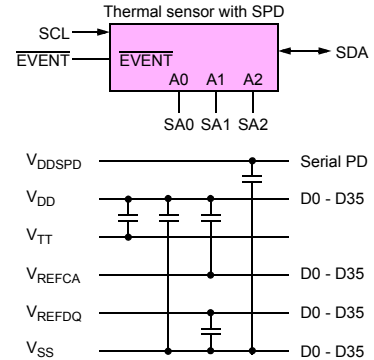 Thermal sensor with SPD
SCL
EVENT EVENT SDA
A0 A1 A2
SA0 SA1 SA2
VDDSPD Serial PD
VDD D0 - D35
VTT
VREFCA D0 - D35
VREFDQ D0 - D35
VSS D0 - D35